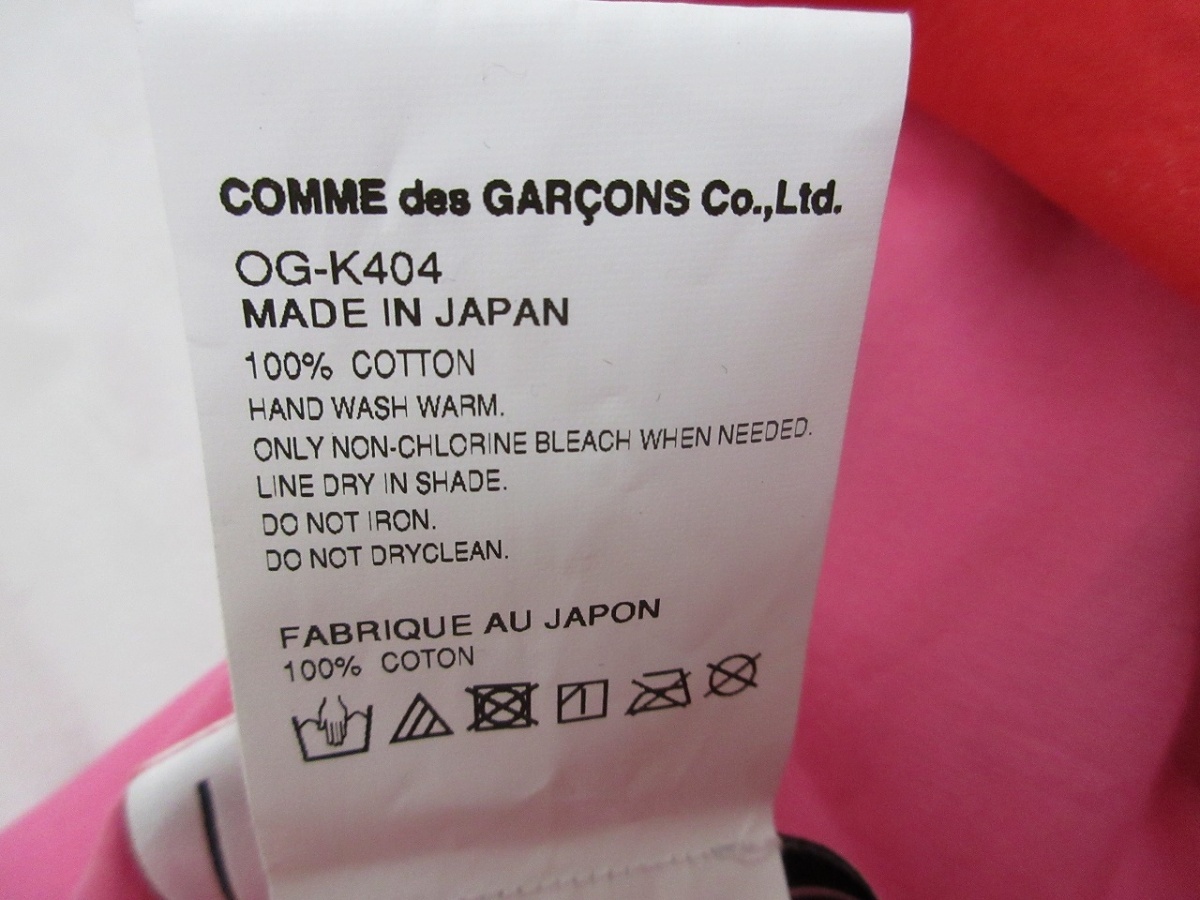 COMME des GARÇONS Co.,Ltd.
OG-K404
MADE IN JAPAN
100% COTTON
HAND WASH WARM.
ONLY NON-CHLORINE BLEACH WHEN NEEDED.
LINE DRY IN SHADE.
DO NOT IRON.
DO NOT DRYCLEAN.
FABRIQUE AU JAPON
100% COTON